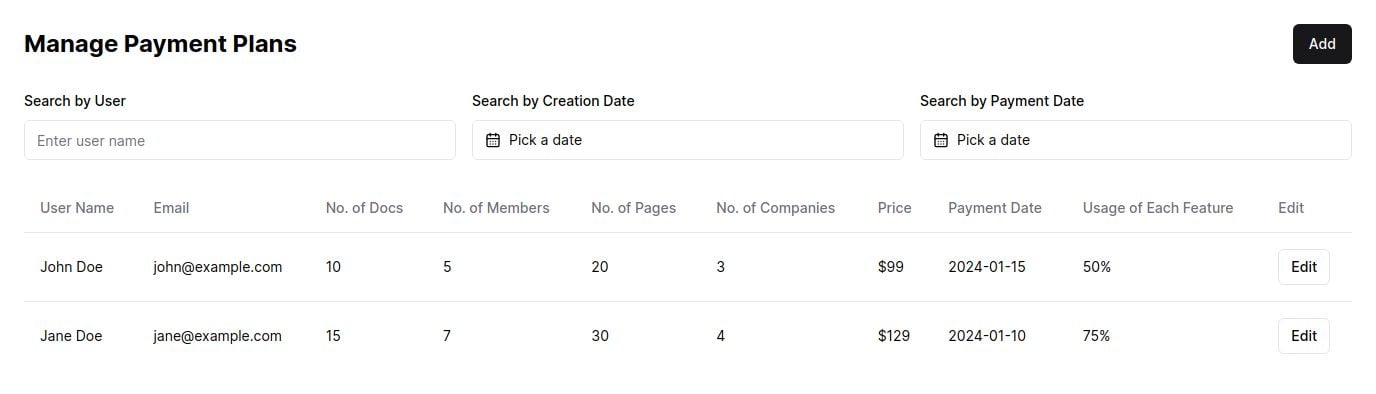 Manage Payment Plans
Add
Search by User
Search by Creation Date
Search by Payment Date
Enter user name
Pick a date
Pick a date
User Name Email No. of Docs No. of Members No. of Pages No. of Companies Price Payment Date Usage of Each Feature Edit
John Doe john@example.com 10 5 20 3 $99 2024-01-15 50% Edit
Jane Doe jane@example.com 15 7 30 4 $129 2024-01-10 75% Edit